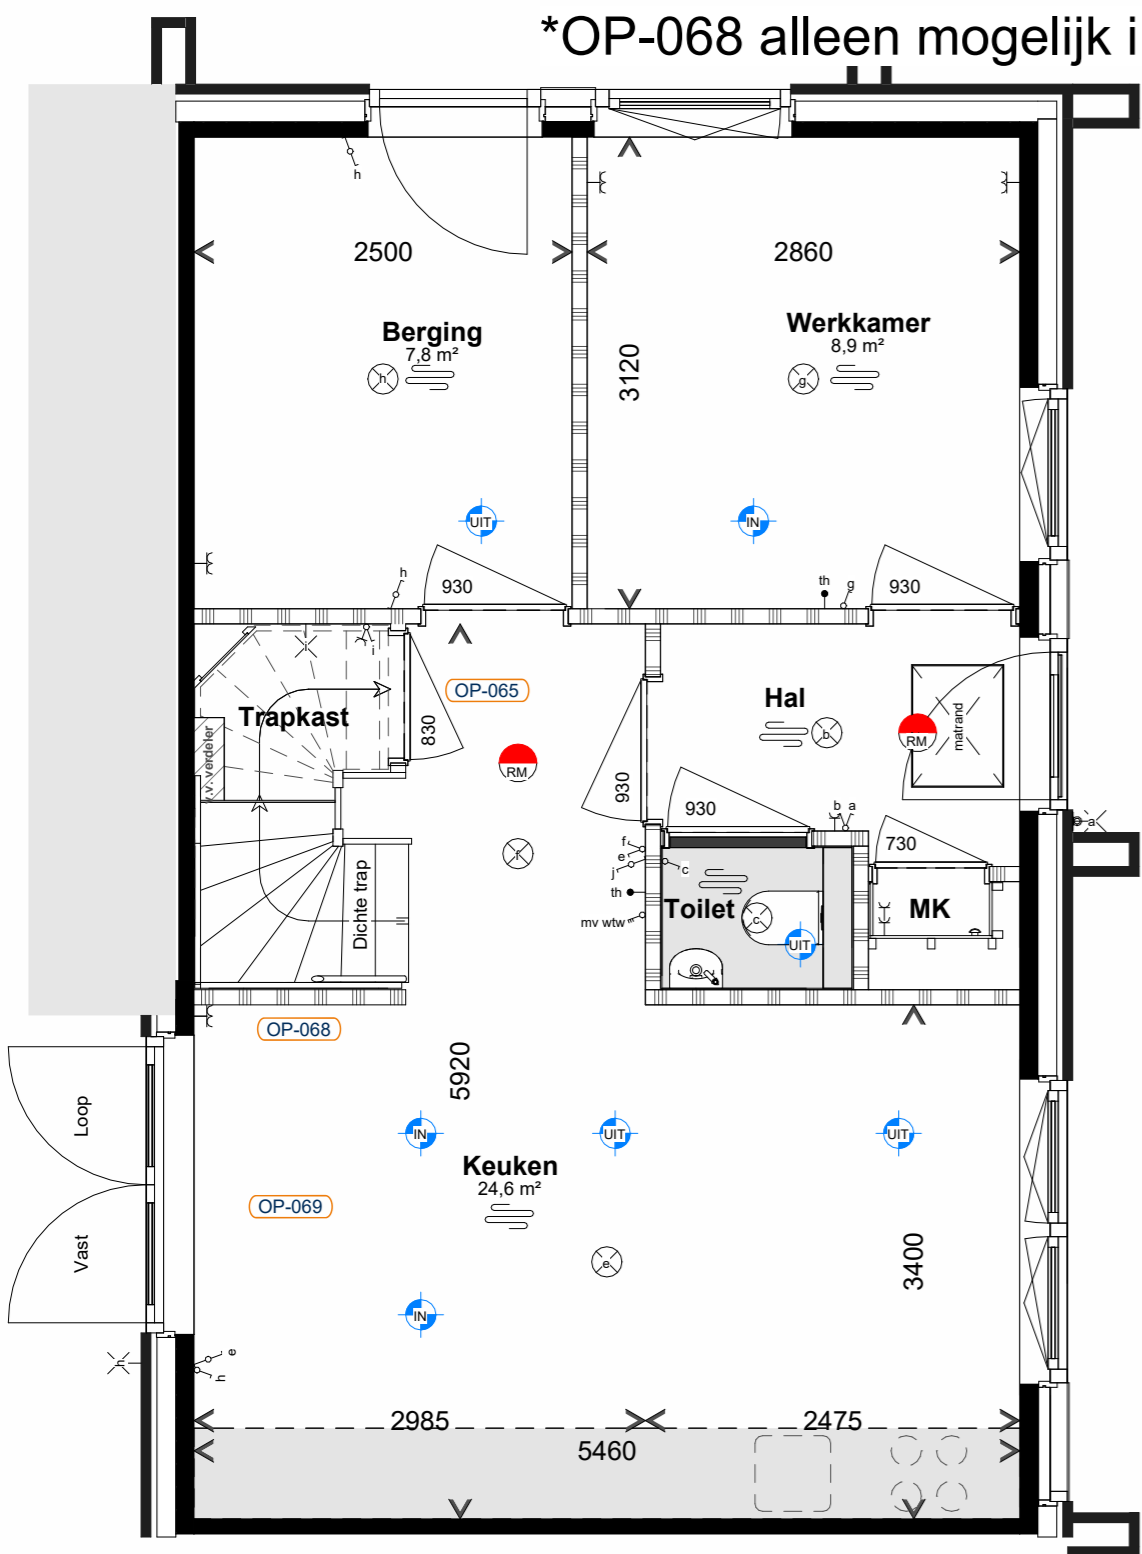 *OP-068 alleen mogelijk i
h
2500
2860
Berging
7,8 m²
h
Werkkamer
8,9 m²
g
3120
UIT
IN
h
930
th
g
930
i
i
OP-065
Trapkast
830
RM
Hal
b
RM
matrand
v.v. verdeler
930
930
b
a
a
f
e
j
c
th
mv wtw
f
730
Toilet
c
UIT
MK
Dichte trap
OP-068
5920
Loop
IN
UIT
UIT
Keuken
24,6 m²
OP-069
Vast
e
3400
IN
h
e
h
2985
2475
5460